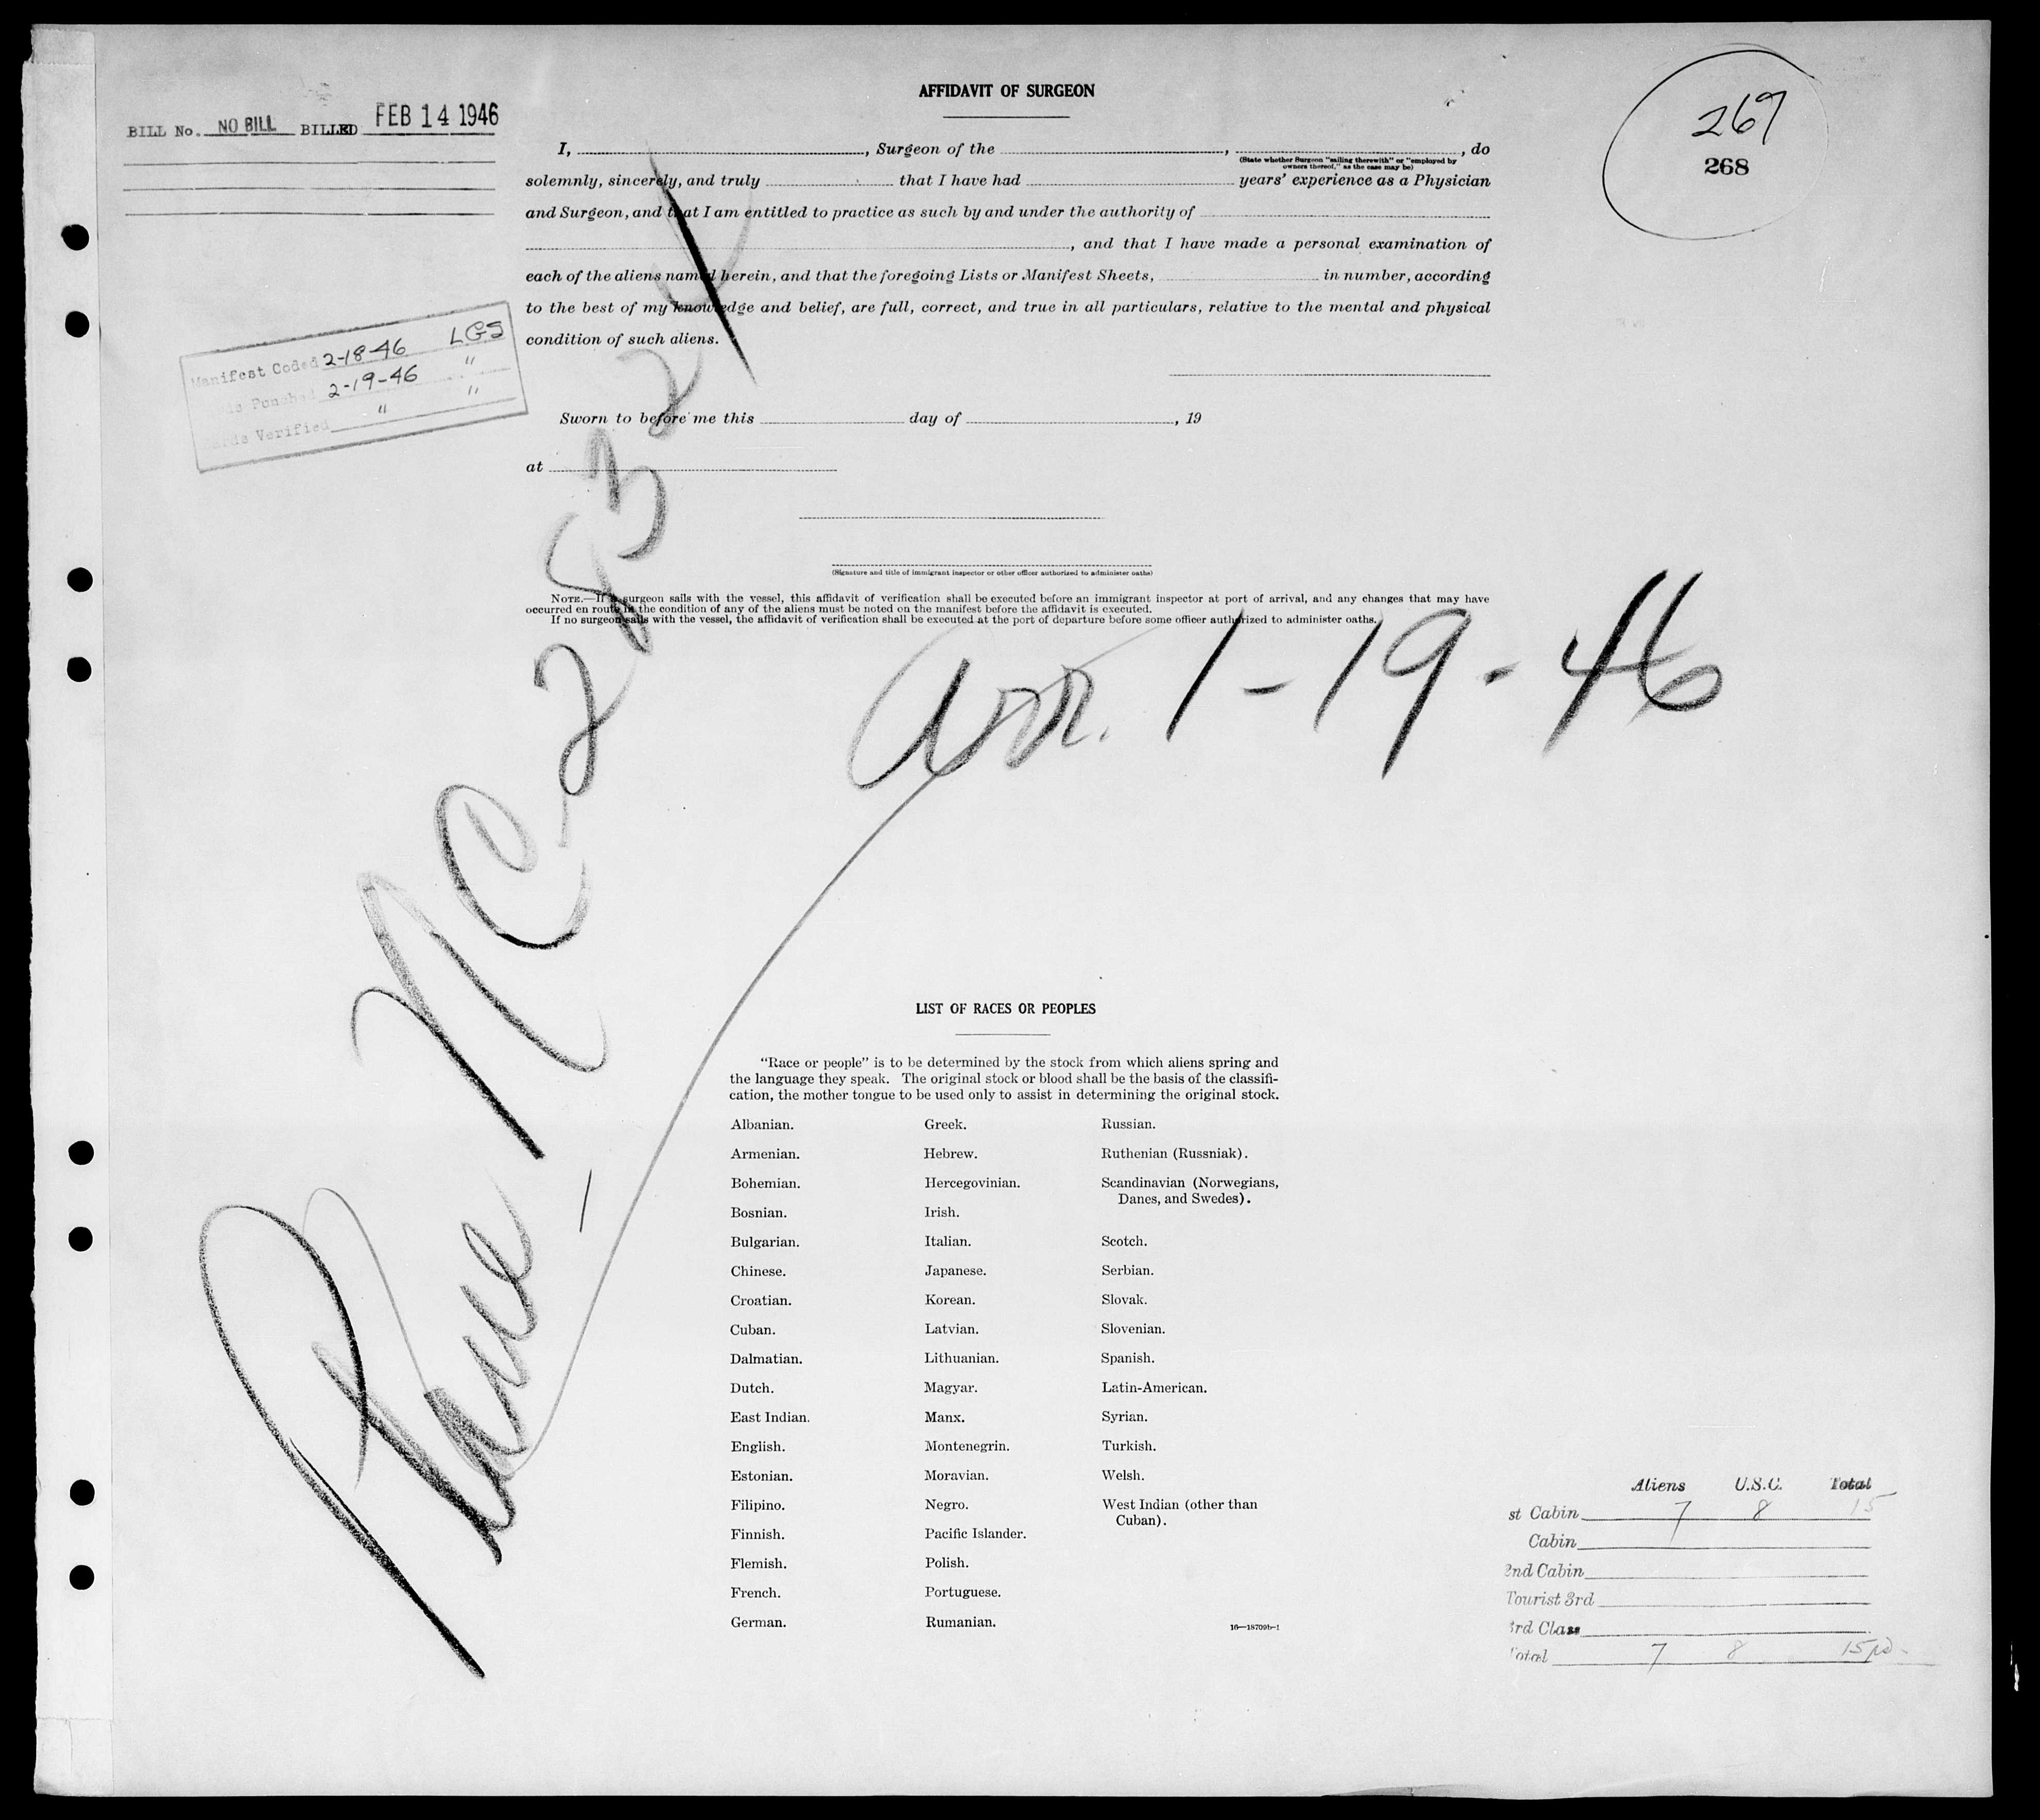 BILL No. NO BILL BILLED FEB 14 1946
267
268
AFFIDAVIT OF SURGEON
I, , Surgeon of the , , do
(State whether Surgeon "sailing therewith" or "employed by
owners thereof," as the case may be)
solemnly, sincerely, and truly that I have had years' experience as a Physician
and Surgeon, and that I am entitled to practice as such by and under the authority of
, and that I have made a personal examination of
each of the aliens named herein, and that the foregoing Lists or Manifest Sheets, in number, according
to the best of my knowledge and belief, are full, correct, and true in all particulars, relative to the mental and physical
condition of such aliens.
Manifest Coded 2-18-46 LGS
Punched 2-19-46 "
Cards Verified " "
Sworn to before me this day of , 19
at
(Signature and title of immigrant inspector or other officer authorized to administer oaths)
NOTE.—If a surgeon sails with the vessel, this affidavit of verification shall be executed before an immigrant inspector at port of arrival, and any changes that may have
occurred en route in the condition of any of the aliens must be noted on the manifest before the affidavit is executed.
If no surgeon sails with the vessel, the affidavit of verification shall be executed at the port of departure before some officer authorized to administer oaths.
Plane NC 28324
Arr. 1-19-46
LIST OF RACES OR PEOPLES
"Race or people" is to be determined by the stock from which aliens spring and
the language they speak. The original stock or blood shall be the basis of the classifi-
cation, the mother tongue to be used only to assist in determining the original stock.
Albanian. Greek. Russian.
Armenian. Hebrew. Ruthenian (Russniak).
Bohemian. Hercegovinian. Scandinavian (Norwegians,
Danes, and Swedes).
Bosnian. Irish.
Bulgarian. Italian. Scotch.
Chinese. Japanese. Serbian.
Croatian. Korean. Slovak.
Cuban. Latvian. Slovenian.
Dalmatian. Lithuanian. Spanish.
Dutch. Magyar. Latin-American.
East Indian. Manx. Syrian.
English. Montenegrin. Turkish.
Estonian. Moravian. Welsh.
Filipino. Negro. West Indian (other than
Cuban).
Finnish. Pacific Islander.
Flemish. Polish.
French. Portuguese.
German. Rumanian.
16—18709b-1
Aliens U.S.C. Total
st Cabin 7 8 15
Cabin
2nd Cabin
Tourist 3rd
3rd Class
Total 7 8 15